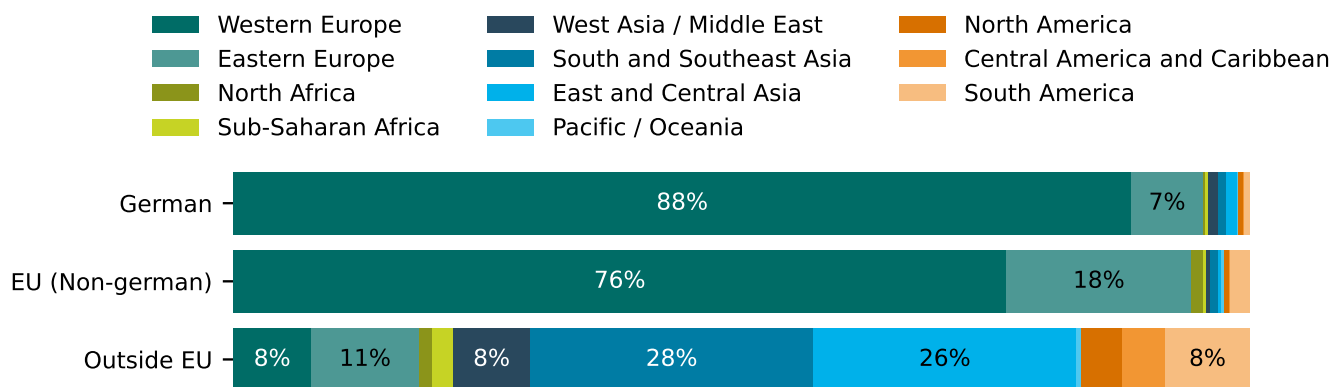 Western Europe
Eastern Europe
North Africa
Sub-Saharan Africa
West Asia / Middle East
South and Southeast Asia
East and Central Asia
Pacific / Oceania
North America
Central America and Caribbean
South America
German 88% 7%
EU (Non-german) 76% 18%
Outside EU 8% 11% 8% 28% 26% 8%